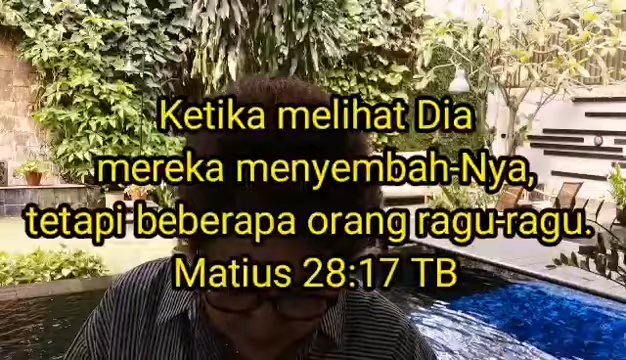 Ketika melihat Dia
mereka menyembah-Nya,
tetapi beberapa orang ragu-ragu.
Matius 28:17 TB